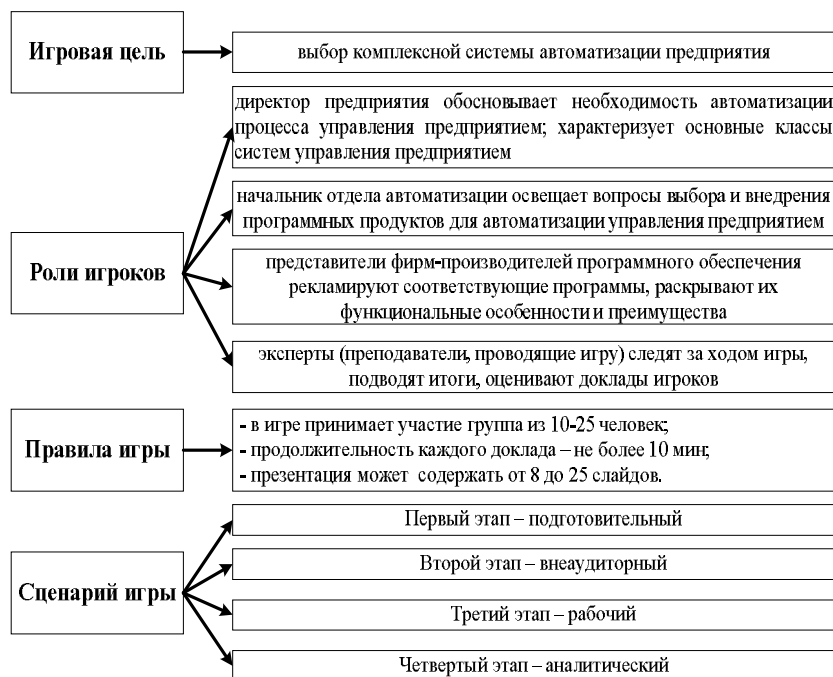 Игровая цель
выбор комплексной системы автоматизации предприятия
Роли игроков
директор предприятия обосновывает необходимость автоматизации
процесса управления предприятием; характеризует основные классы
систем управления предприятием
начальник отдела автоматизации освещает вопросы выбора и внедрения
программных продуктов для автоматизации управления предприятием
представители фирм-производителей программного обеспечения
рекламируют соответствующие программы, раскрывают их
функциональные особенности и преимущества
эксперты (преподаватели, проводящие игру) следят за ходом игры,
подводят итоги, оценивают доклады игроков
Правила игры
- в игре принимает участие группа из 10-25 человек;
- продолжительность каждого доклада – не более 10 мин;
- презентация может содержать от 8 до 25 слайдов.
Сценарий игры
Первый этап – подготовительный
Второй этап – внеаудиторный
Третий этап – рабочий
Четвертый этап – аналитический